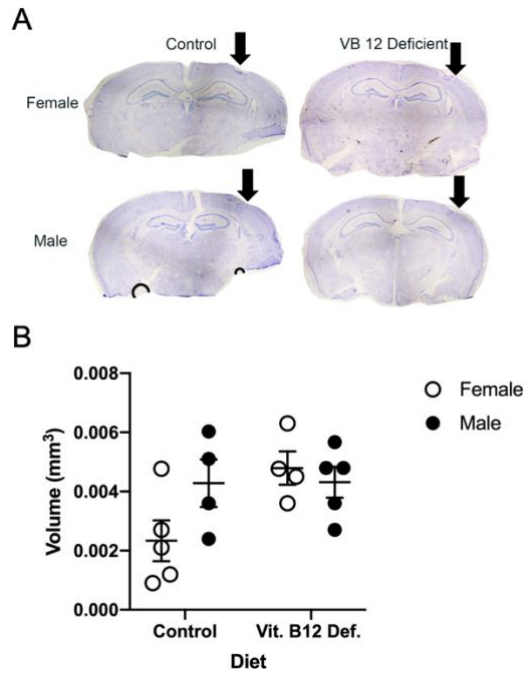 A
Control
VB 12 Deficient
Female
Male
B
0.008
0.006
0.004
0.002
0.000
Volume (mm³)
Control
Vit. B12 Def.
Diet
Female
Male